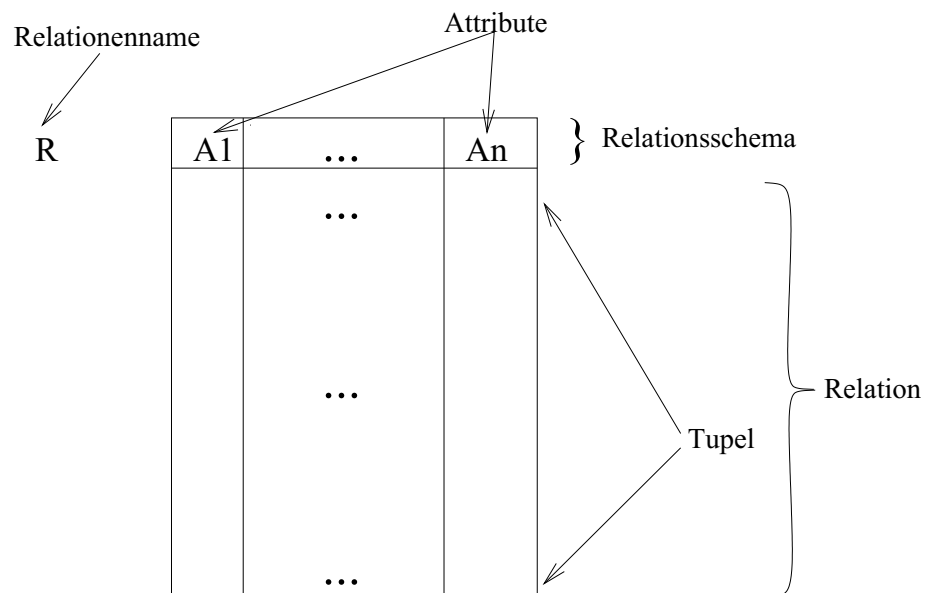 Relationenname
Attribute
R
A1
...
An
} Relationsschema
...
...
Relation
Tupel
...